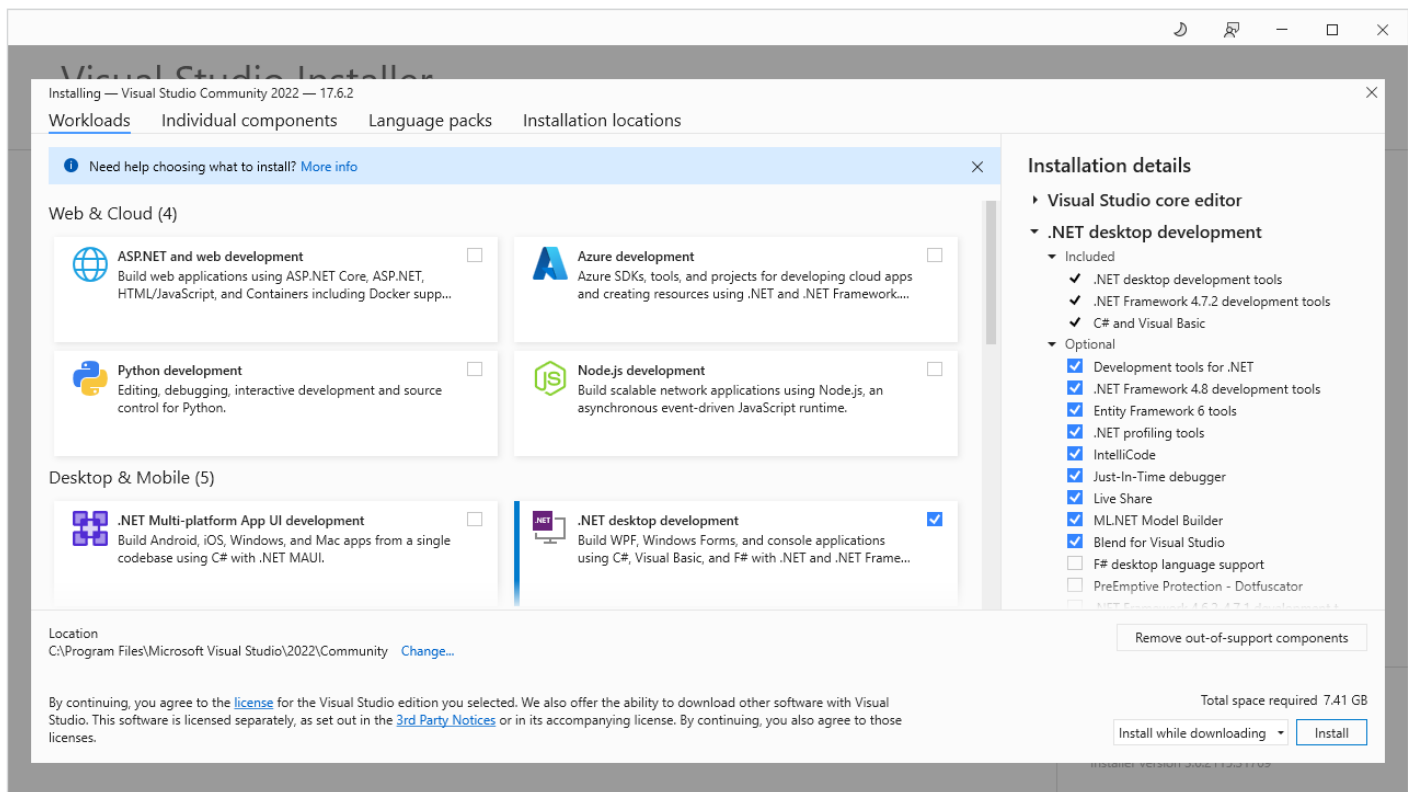 Visual Studio Installer
Installing — Visual Studio Community 2022 — 17.6.2
Workloads
Individual components
Language packs
Installation locations
Need help choosing what to install? More info
Web & Cloud (4)
ASP.NET and web development
Build web applications using ASP.NET Core, ASP.NET,
HTML/JavaScript, and Containers including Docker supp...
Azure development
Azure SDKs, tools, and projects for developing cloud apps
and creating resources using .NET and .NET Framework....
Python development
Editing, debugging, interactive development and source
control for Python.
Node.js development
Build scalable network applications using Node.js, an
asynchronous event-driven JavaScript runtime.
JS
Desktop & Mobile (5)
.NET Multi-platform App UI development
Build Android, iOS, Windows, and Mac apps from a single
codebase using C# with .NET MAUI.
.NET
.NET desktop development
Build WPF, Windows Forms, and console applications
using C#, Visual Basic, and F# with .NET and .NET Frame...
Installation details
Visual Studio core editor
.NET desktop development
Included
.NET desktop development tools
.NET Framework 4.7.2 development tools
C# and Visual Basic
Optional
Development tools for .NET
.NET Framework 4.8 development tools
Entity Framework 6 tools
.NET profiling tools
IntelliCode
Just-In-Time debugger
Live Share
ML.NET Model Builder
Blend for Visual Studio
F# desktop language support
PreEmptive Protection - Dotfuscator
Location
C:\Program Files\Microsoft Visual Studio\2022\Community Change...
Remove out-of-support components
By continuing, you agree to the license for the Visual Studio edition you selected. We also offer the ability to download other software with Visual
Studio. This software is licensed separately, as set out in the 3rd Party Notices or in its accompanying license. By continuing, you also agree to those
licenses.
Total space required 7.41 GB
Install while downloading
Install